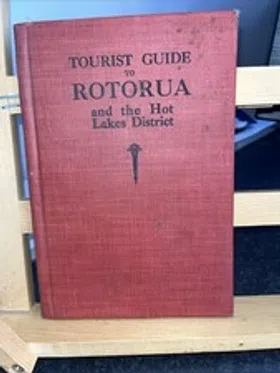 TOURIST GUIDE
TO
ROTORUA
and the Hot
Lakes District